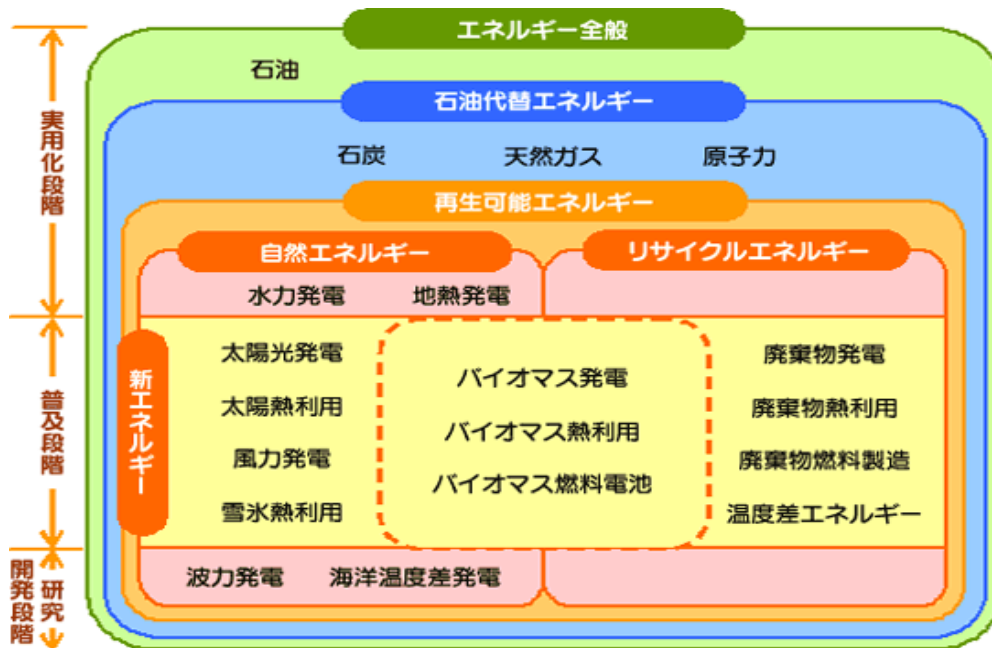 エネルギー全般
石油
石油代替エネルギー
石炭 天然ガス 原子力
再生可能エネルギー
自然エネルギー
リサイクルエネルギー
水力発電 地熱発電
新エネルギー
太陽光発電
太陽熱利用
風力発電
雪氷熱利用
バイオマス発電
バイオマス熱利用
バイオマス燃料電池
廃棄物発電
廃棄物熱利用
廃棄物燃料製造
温度差エネルギー
波力発電 海洋温度差発電
実用化段階
普及段階
研究
開発段階